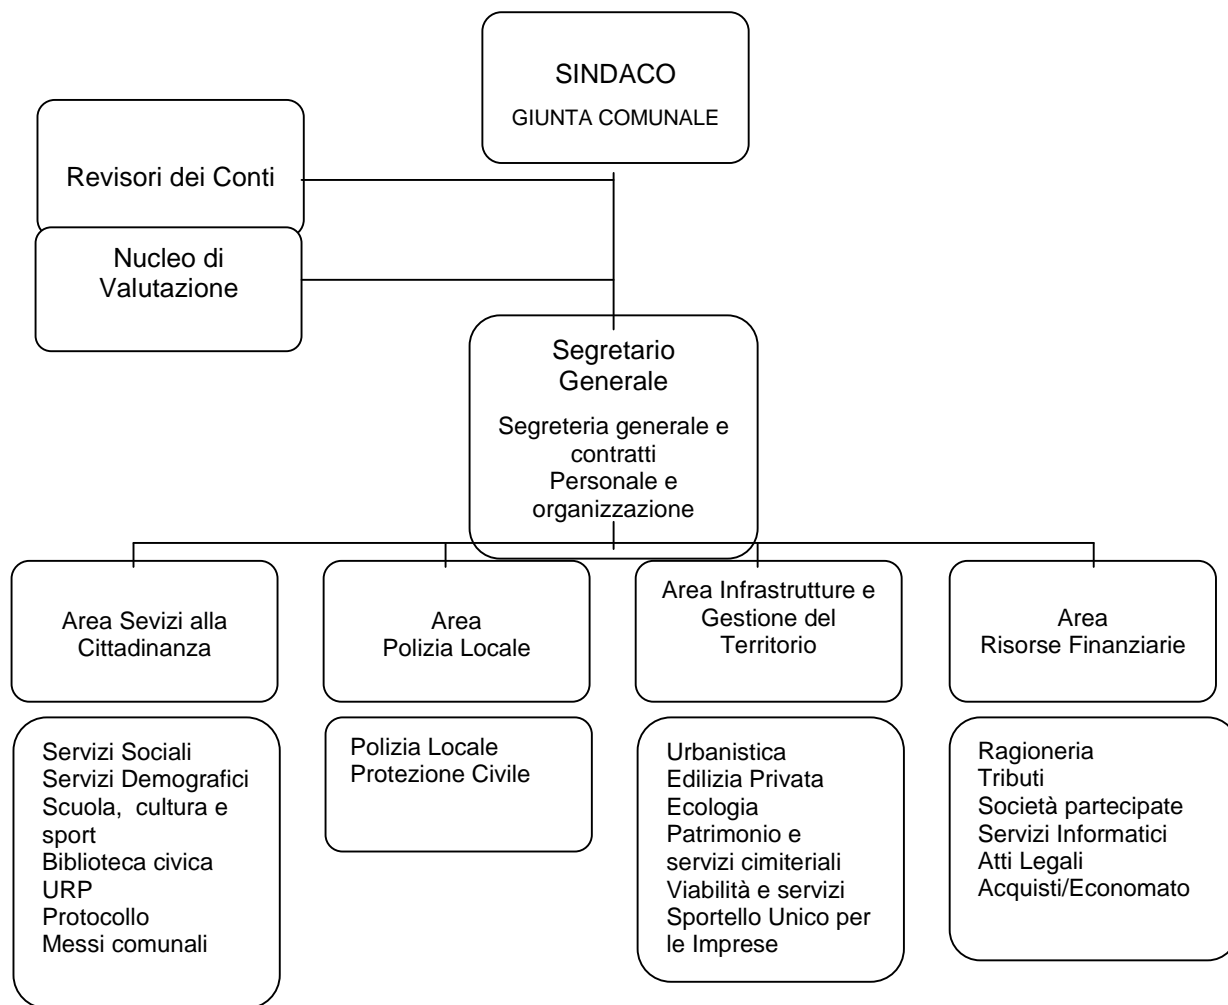 SINDACO
GIUNTA COMUNALE
Revisori dei Conti
Nucleo di
Valutazione
Segretario
Generale
Segreteria generale e
contratti
Personale e
organizzazione
Area Sevizi alla
Cittadinanza
Area
Polizia Locale
Area Infrastrutture e
Gestione del
Territorio
Area
Risorse Finanziarie
Servizi Sociali
Servizi Demografici
Scuola, cultura e
sport
Biblioteca civica
URP
Protocollo
Messi comunali
Polizia Locale
Protezione Civile
Urbanistica
Edilizia Privata
Ecologia
Patrimonio e
servizi cimiteriali
Viabilità e servizi
Sportello Unico per
le Imprese
Ragioneria
Tributi
Società partecipate
Servizi Informatici
Atti Legali
Acquisti/Economato